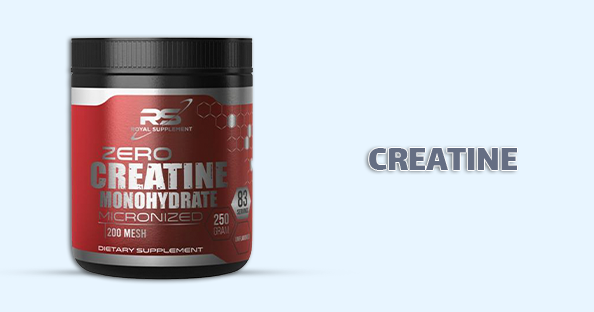 RS
ROYAL SUPPLEMENT
ZERO
CREATINE
MONOHYDRATE
MICRONIZED
200 MESH
83
250
GRAM
DIETARY SUPPLEMENT
CREATINE